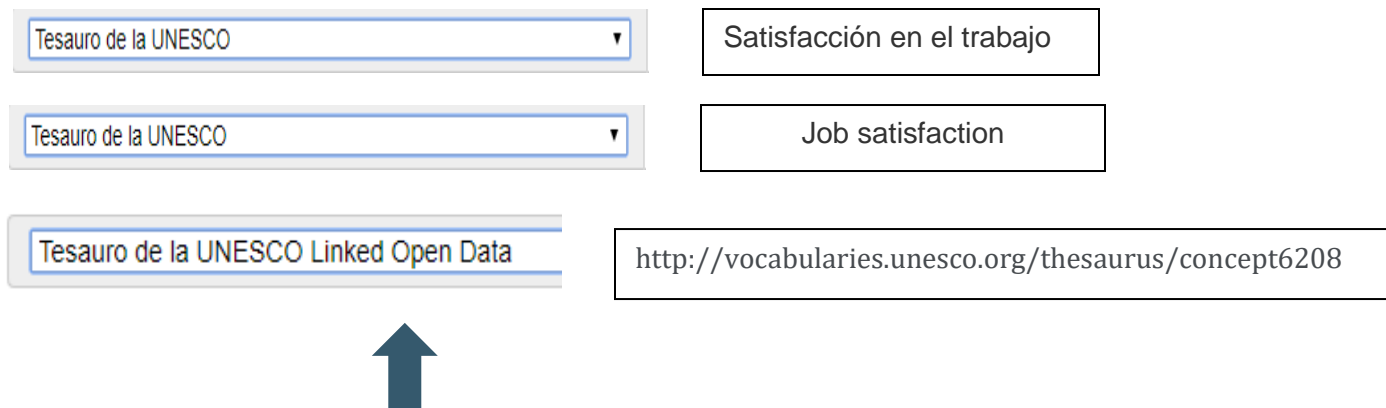 Tesauro de la UNESCO
Satisfacción en el trabajo
Tesauro de la UNESCO
Job satisfaction
Tesauro de la UNESCO Linked Open Data
http://vocabularies.unesco.org/thesaurus/concept6208